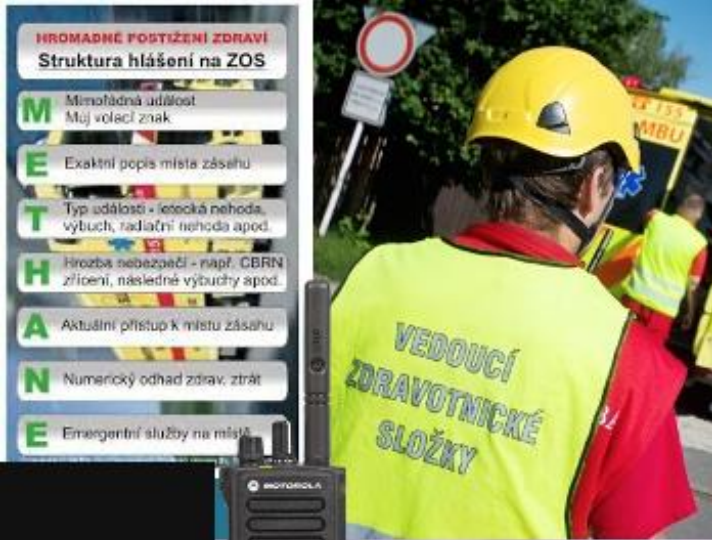 HROMADNÉ POSTIŽENÍ ZDRAVÍ
Struktura hlášení na ZOS
M
Mimořádná událost
Můj volací znak
E
Exaktní popis místa zásahu
T
Typ události - letecká nehoda,
výbuch, radiační nehoda apod.
H
Hrozba nebezpečí - např. CBRN
zřícení, následné výbuchy apod.
A
Aktuální přístup k místu zásahu
N
Numerický odhad zdrav. ztrát
E
Emergentní služby na místě
MOTOROLA
VEDOUCÍ
ZDRAVOTNICKÉ
SLOŽKY
155
MBU